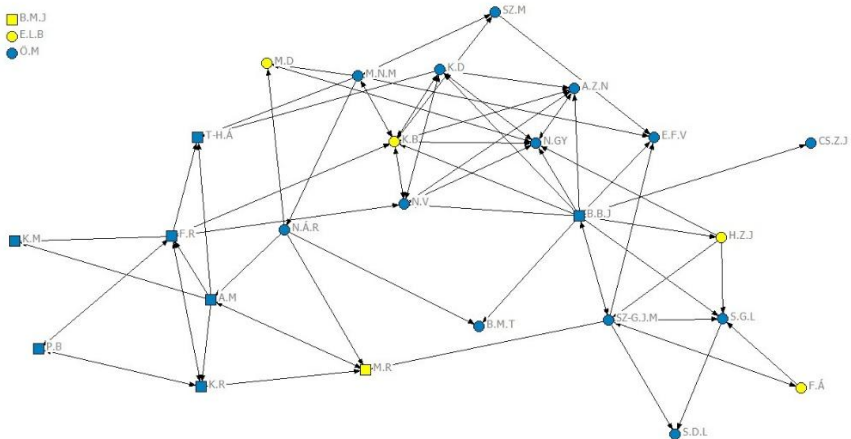 B.M.J
E.L.B
Ö.M
SZ.M
M.D
M.N.M
K.D
A.Z.N
T-H.Á
K.B
N.GY
E.F.V
CS.Z.J
N.V
B.B.J
K.M
F.R
N.Á.R
H.Z.J
A.M
B.M.T
SZ-G.J.M
S.G.L
P.B
K.R
M.R
F.Á
S.D.L